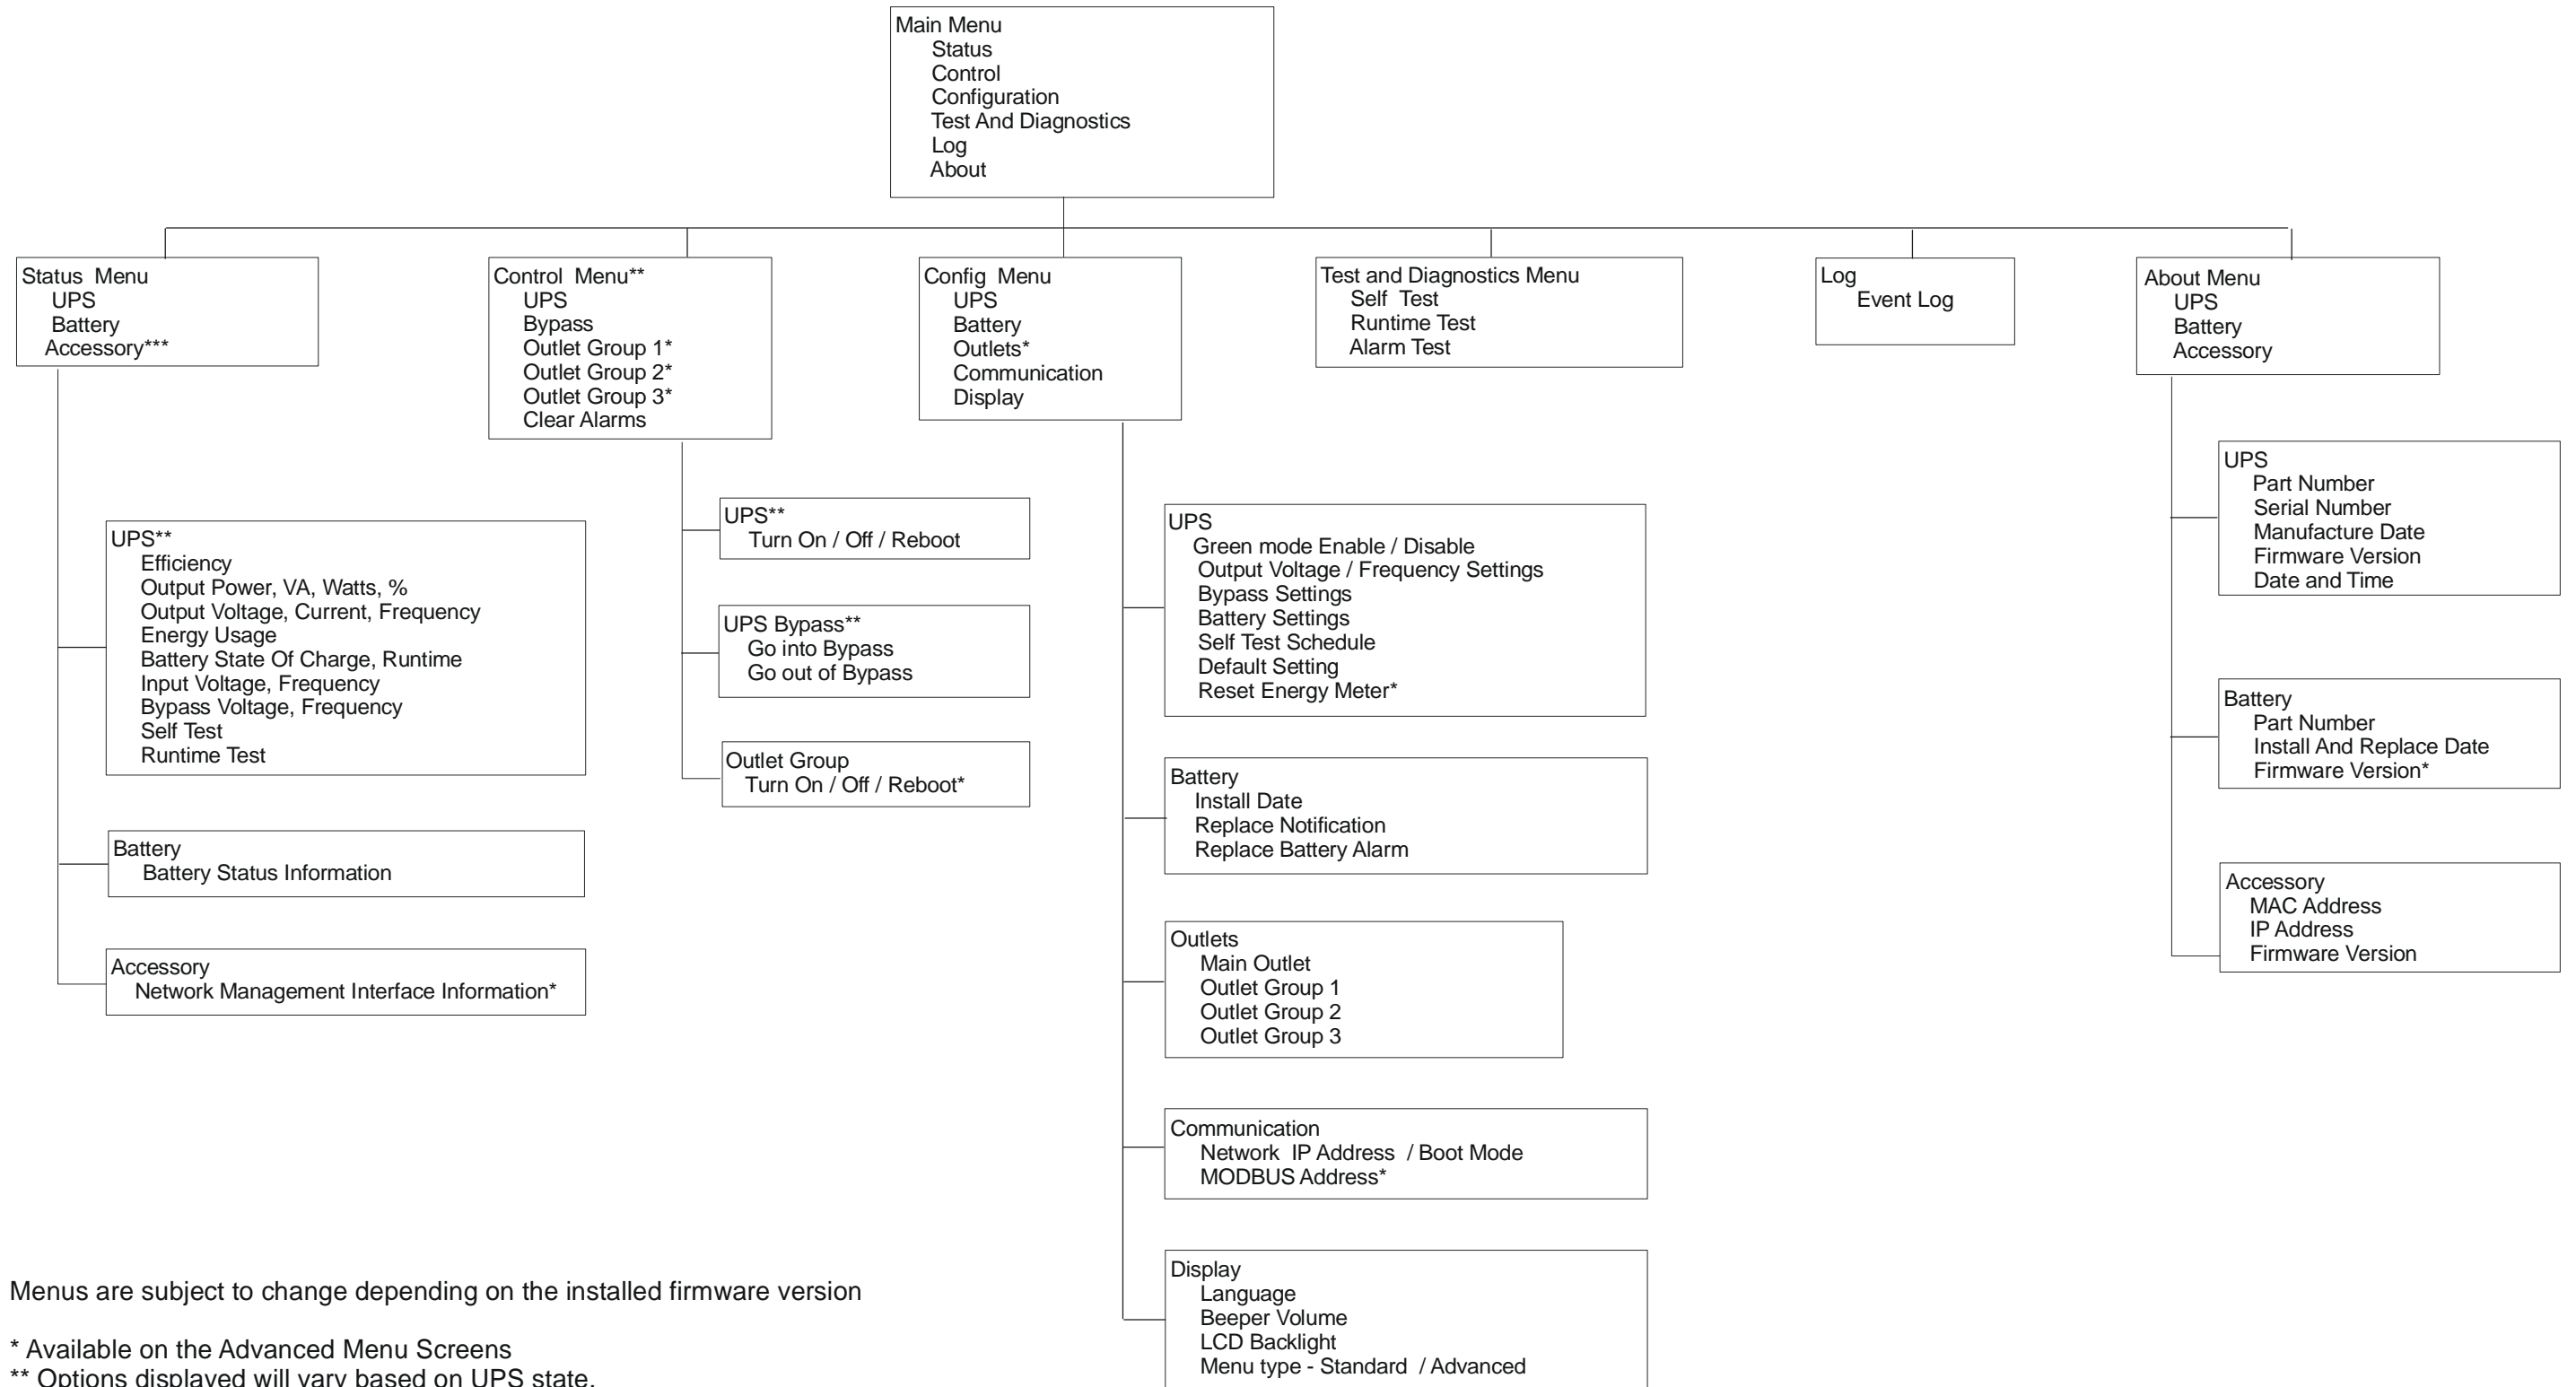 Main Menu
Status
Control
Configuration
Test And Diagnostics
Log
About
Status Menu
UPS
Battery
Accessory***
Control Menu**
UPS
Bypass
Outlet Group 1*
Outlet Group 2*
Outlet Group 3*
Clear Alarms
Config Menu
UPS
Battery
Outlets*
Communication
Display
Test and Diagnostics Menu
Self Test
Runtime Test
Alarm Test
Log
Event Log
About Menu
UPS
Battery
Accessory
UPS**
Efficiency
Output Power, VA, Watts, %
Output Voltage, Current, Frequency
Energy Usage
Battery State Of Charge, Runtime
Input Voltage, Frequency
Bypass Voltage, Frequency
Self Test
Runtime Test
Battery
Battery Status Information
Accessory
Network Management Interface Information*
UPS**
Turn On / Off / Reboot
UPS Bypass**
Go into Bypass
Go out of Bypass
Outlet Group
Turn On / Off / Reboot*
UPS
Green mode Enable / Disable
Output Voltage / Frequency Settings
Bypass Settings
Battery Settings
Self Test Schedule
Default Setting
Reset Energy Meter*
Battery
Install Date
Replace Notification
Replace Battery Alarm
Outlets
Main Outlet
Outlet Group 1
Outlet Group 2
Outlet Group 3
Communication
Network IP Address / Boot Mode
MODBUS Address*
Display
Language
Beeper Volume
LCD Backlight
Menu type - Standard / Advanced
UPS
Part Number
Serial Number
Manufacture Date
Firmware Version
Date and Time
Battery
Part Number
Install And Replace Date
Firmware Version*
Accessory
MAC Address
IP Address
Firmware Version
Menus are subject to change depending on the installed firmware version
* Available on the Advanced Menu Screens
** Options displayed will vary based on UPS state.